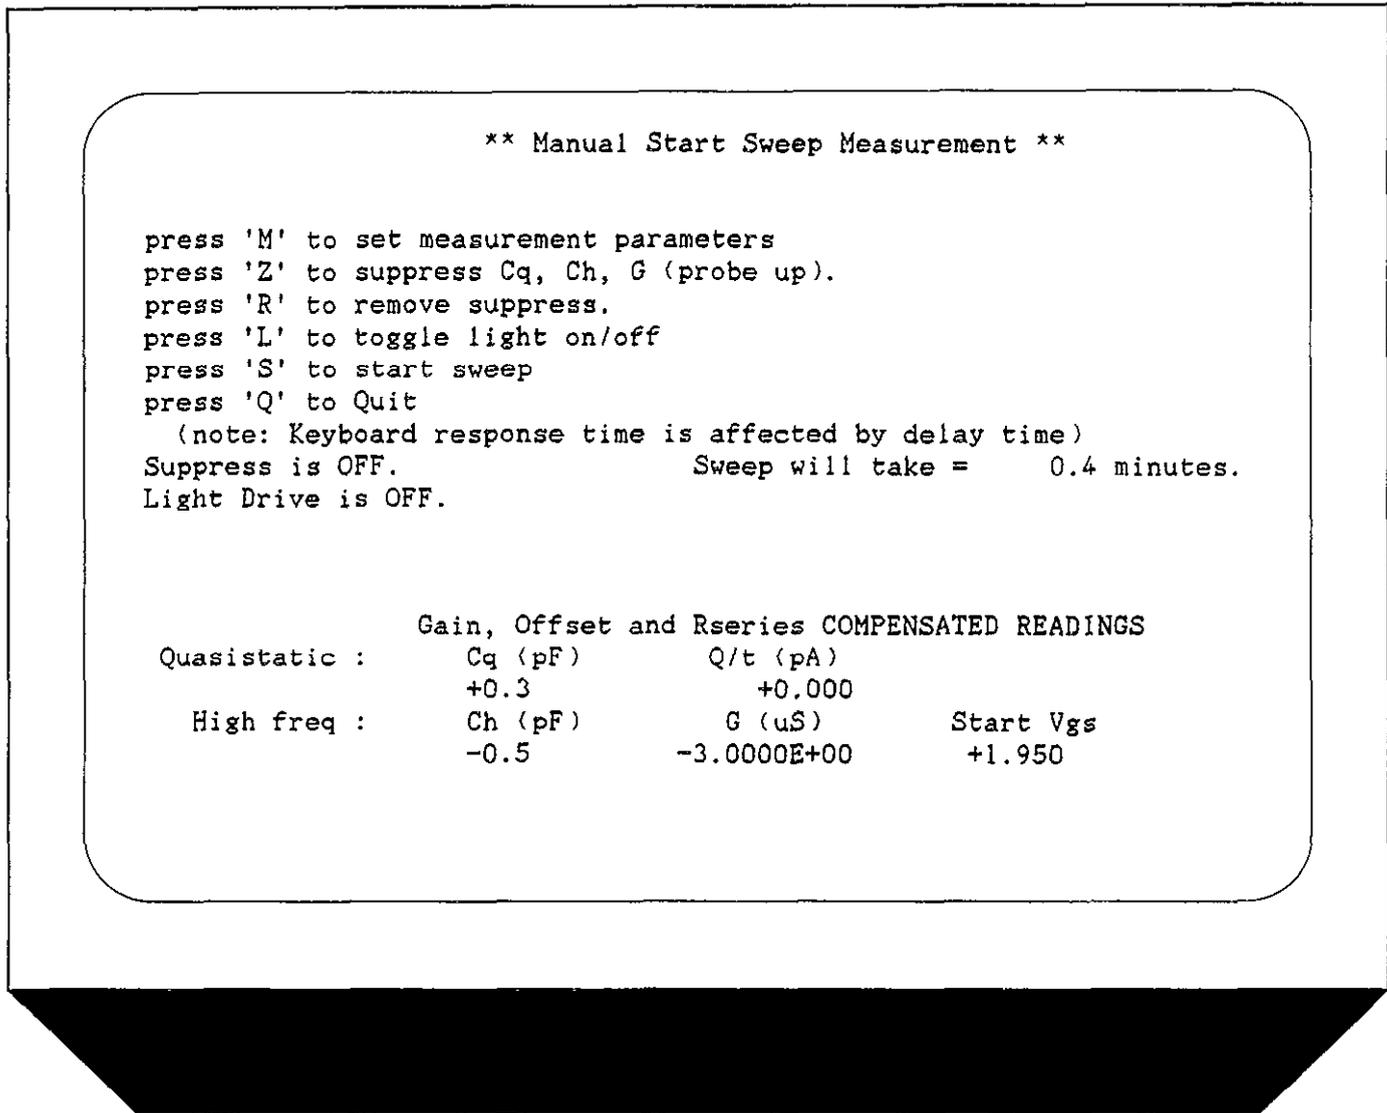 ** Manual Start Sweep Measurement **
press 'M' to set measurement parameters
press 'Z' to suppress Cq, Ch, G (probe up).
press 'R' to remove suppress.
press 'L' to toggle light on/off
press 'S' to start sweep
press 'Q' to Quit
(note: Keyboard response time is affected by delay time)
Suppress is OFF. Sweep will take = 0.4 minutes.
Light Drive is OFF.
Gain, Offset and Rseries COMPENSATED READINGS
Quasistatic : Cq (pF) Q/t (pA)
+0.3 +0.000
High freq : Ch (pF) G (uS) Start Vgs
-0.5 -3.0000E+00 +1.950